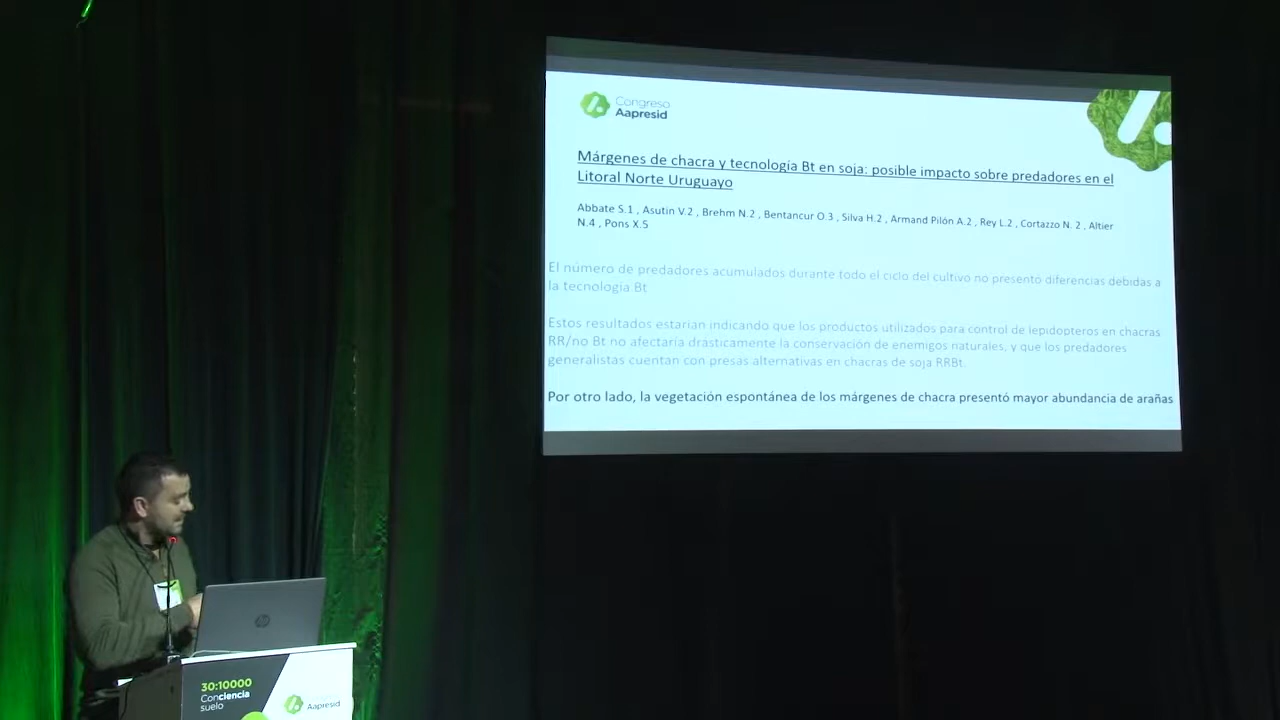 Congreso
Aapresid
Márgenes de chacra y tecnología Bt en soja: posible impacto sobre predadores en el
Litoral Norte Uruguayo
Abbate S.1 , Asutin V.2 , Brehm N.2 , Bentancur O.3 , Silva H.2 , Armand Pilón A.2 , Rey L.2 , Cortazzo N. 2 , Altier
N.4 , Pons X.5
El número de predadores acumulados durante todo el ciclo del cultivo no presentó diferencias debidas a
la tecnología Bt
Estos resultados estarían indicando que los productos utilizados para control de lepidopteros en chacras
RR/no Bt no afectaría drásticamente la conservación de enemigos naturales, y que los predadores
generalistas cuentan con presas alternativas en chacras de soja RRBt.
Por otro lado, la vegetación espontánea de los márgenes de chacra presentó mayor abundancia de arañas
hp
30:10000
Conciencia
suelo
Congreso
Aapresid